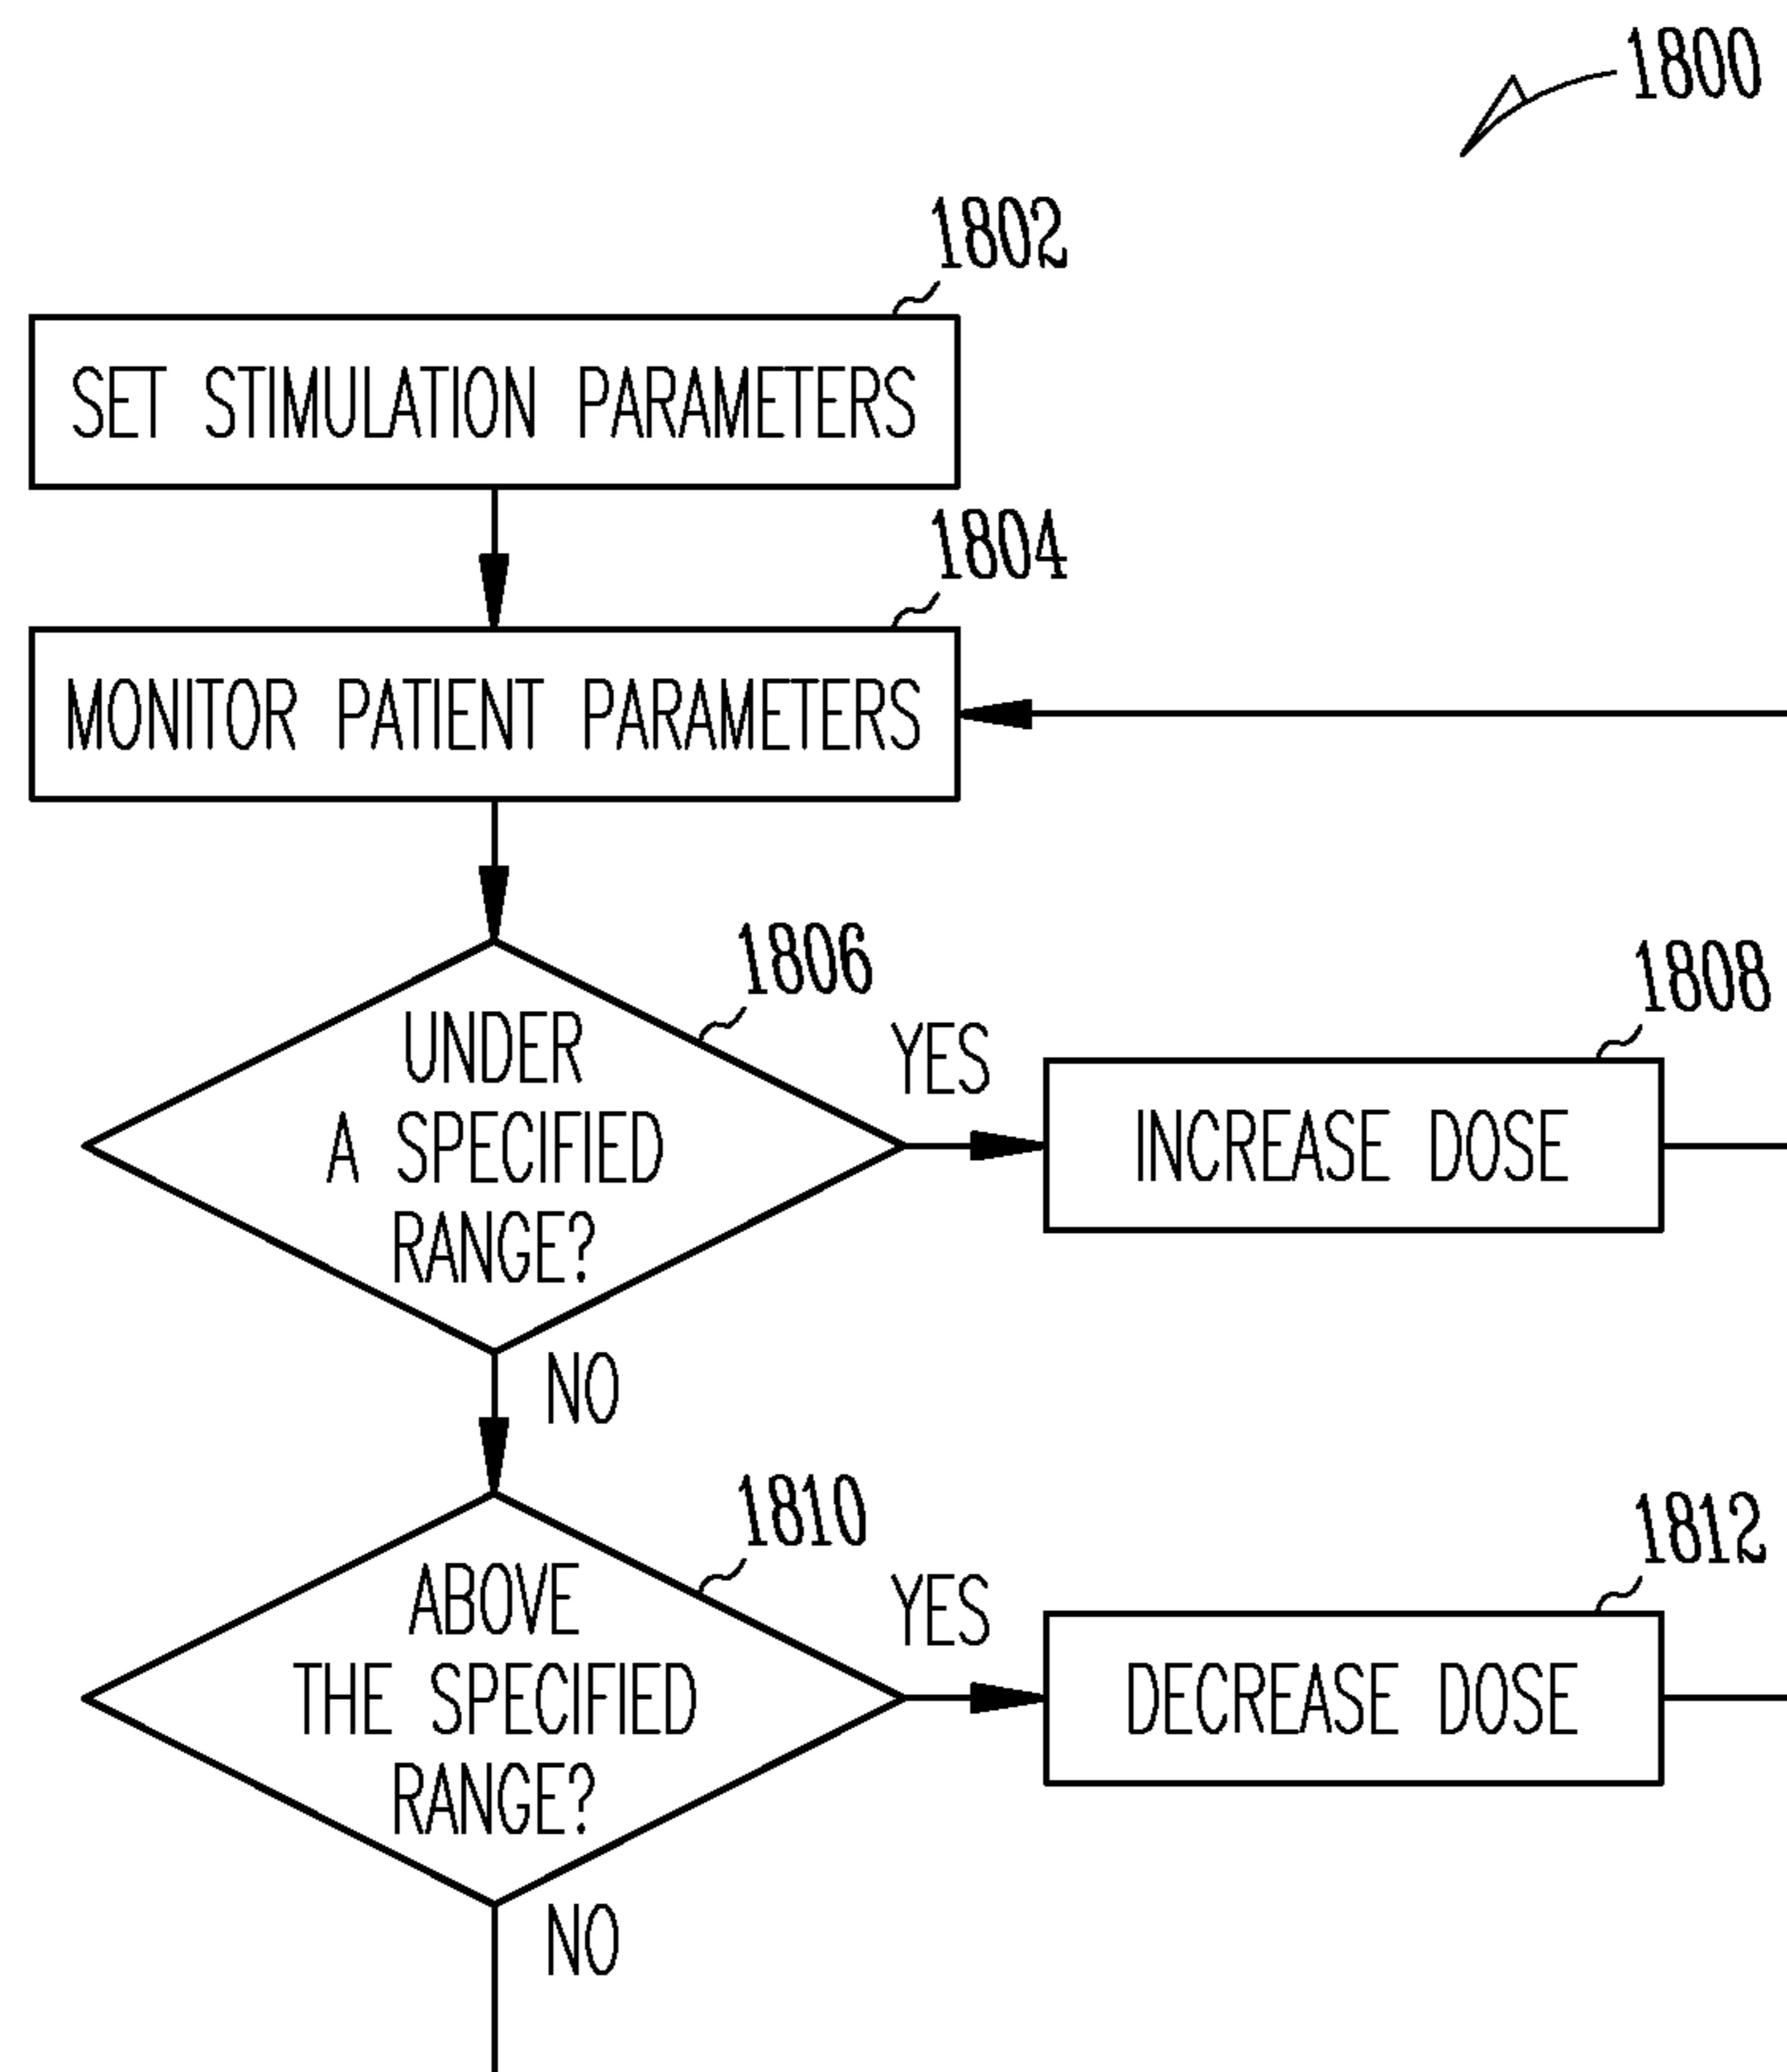 1800
1802
SET STIMULATION PARAMETERS
1804
MONITOR PATIENT PARAMETERS
1806
UNDER
A SPECIFIED
RANGE?
YES
1808
INCREASE DOSE
NO
1810
ABOVE
THE SPECIFIED
RANGE?
YES
1812
DECREASE DOSE
NO